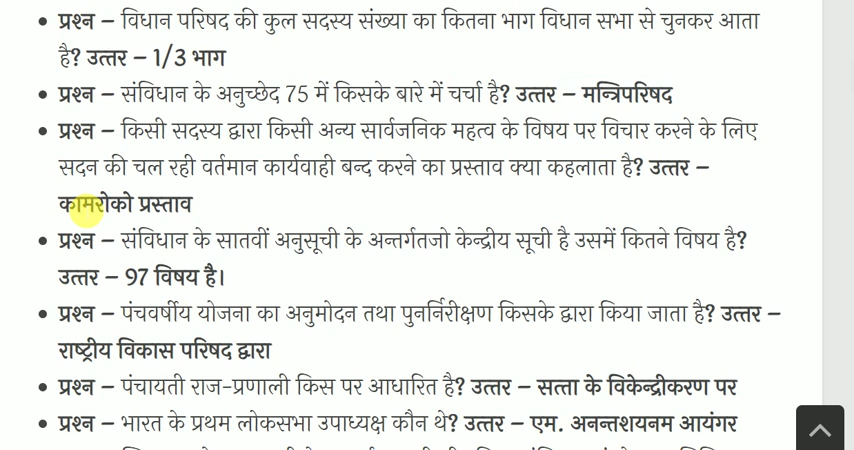 • प्रश्न – विधान परिषद की कुल सदस्य संख्या का कितना भाग विधान सभा से चुनकर आता
है? उत्तर – 1/3 भाग
• प्रश्न – संविधान के अनुच्छेद 75 में किसके बारे में चर्चा है? उत्तर – मन्त्रिपरिषद
• प्रश्न – किसी सदस्य द्वारा किसी अन्य सार्वजनिक महत्व के विषय पर विचार करने के लिए
सदन की चल रही वर्तमान कार्यवाही बन्द करने का प्रस्ताव क्या कहलाता है? उत्तर –
कामरोको प्रस्ताव
• प्रश्न – संविधान के सातवीं अनुसूची के अन्तर्गतजो केन्द्रीय सूची है उसमें कितने विषय है?
उत्तर – 97 विषय है।
• प्रश्न – पंचवर्षीय योजना का अनुमोदन तथा पुनर्निरीक्षण किसके द्वारा किया जाता है? उत्तर –
राष्ट्रीय विकास परिषद द्वारा
• प्रश्न – पंचायती राज-प्रणाली किस पर आधारित है? उत्तर – सत्ता के विकेन्द्रीकरण पर
• प्रश्न – भारत के प्रथम लोकसभा उपाध्यक्ष कौन थे? उत्तर – एम. अनन्तशयनम आयंगर